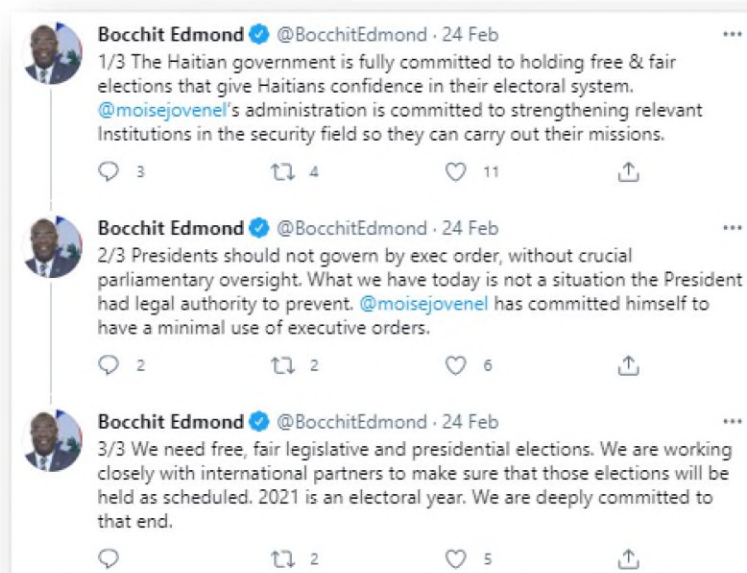 Bocchit Edmond @BocchitEdmond · 24 Feb
1/3 The Haitian government is fully committed to holding free & fair
elections that give Haitians confidence in their electoral system.
@moisejovenel's administration is committed to strengthening relevant
Institutions in the security field so they can carry out their missions.
3 4 11
Bocchit Edmond @BocchitEdmond · 24 Feb
2/3 Presidents should not govern by exec order, without crucial
parliamentary oversight. What we have today is not a situation the President
had legal authority to prevent. @moisejovenel has committed himself to
have a minimal use of executive orders.
2 2 6
Bocchit Edmond @BocchitEdmond · 24 Feb
3/3 We need free, fair legislative and presidential elections. We are working
closely with international partners to make sure that those elections will be
held as scheduled. 2021 is an electoral year. We are deeply committed to
that end.
2 5